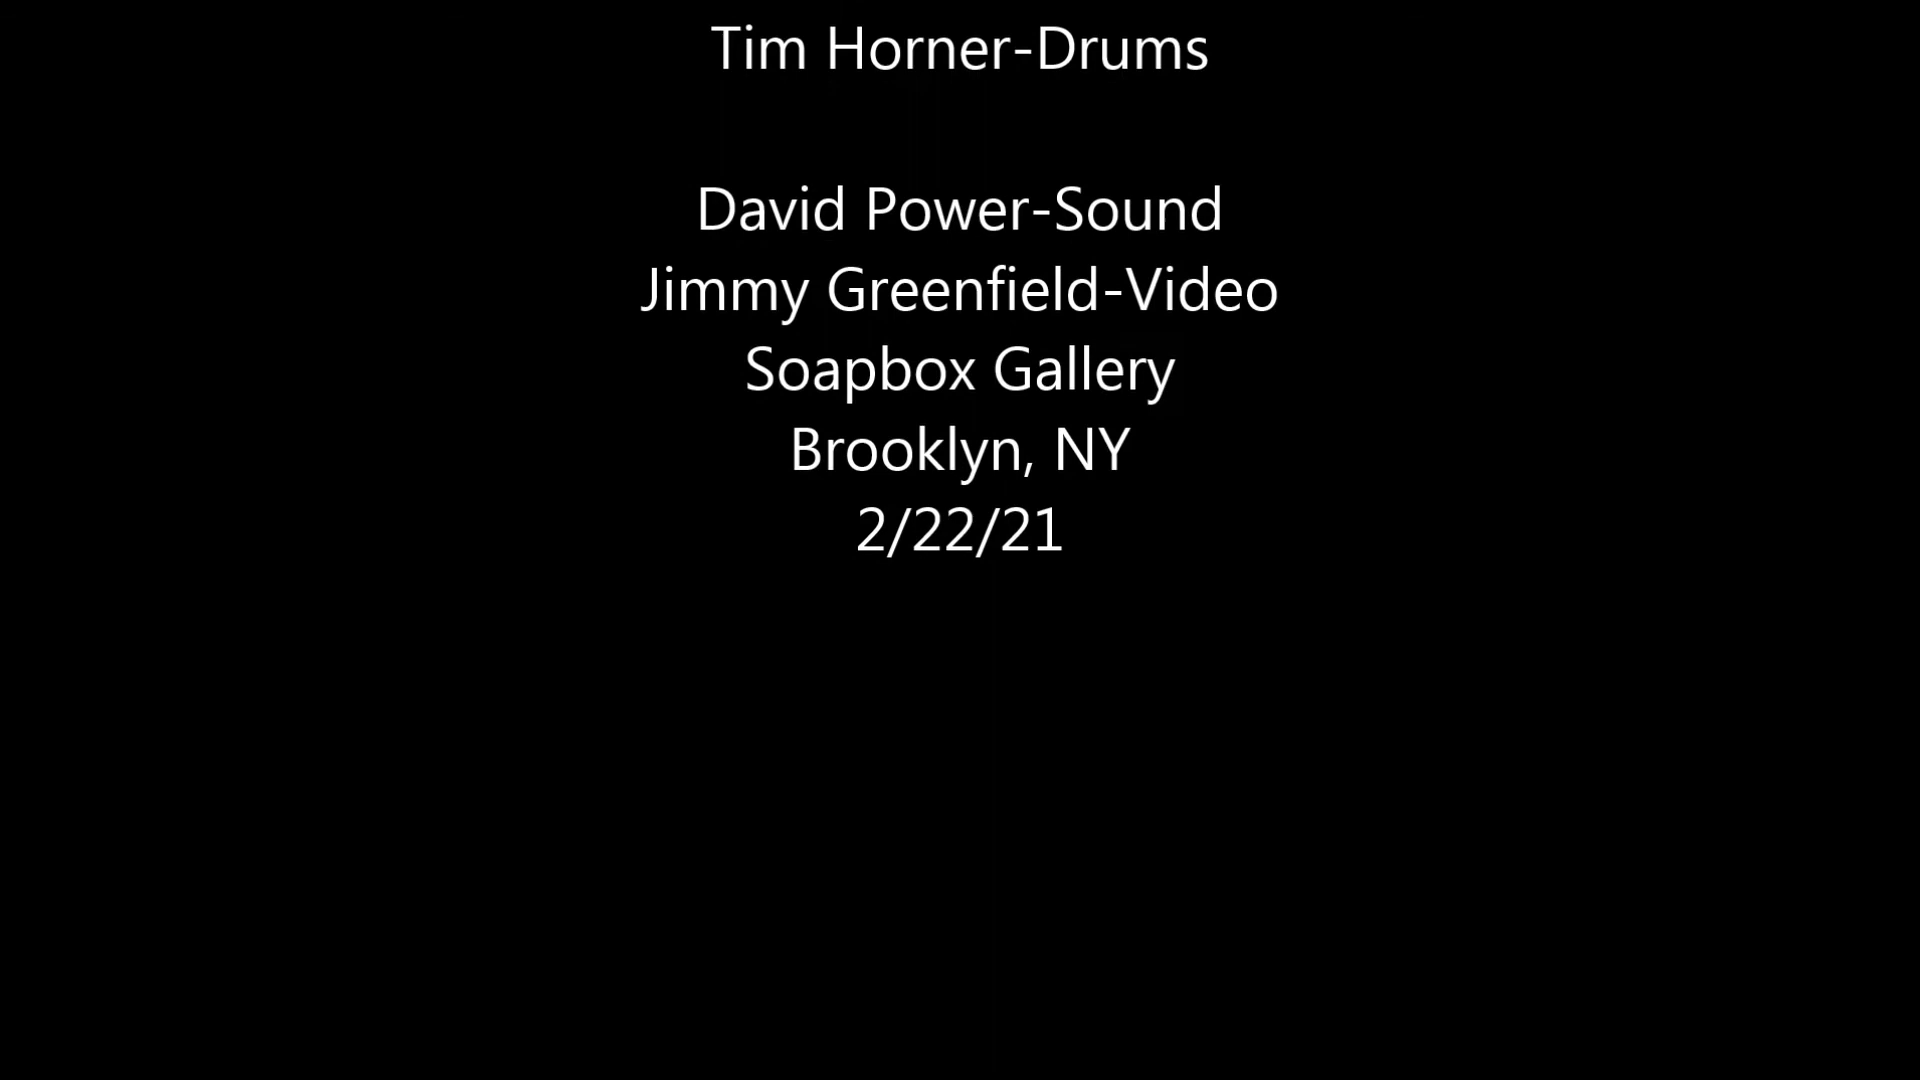 Tim Horner-Drums
David Power-Sound
Jimmy Greenfield-Video
Soapbox Gallery
Brooklyn, NY
2/22/21